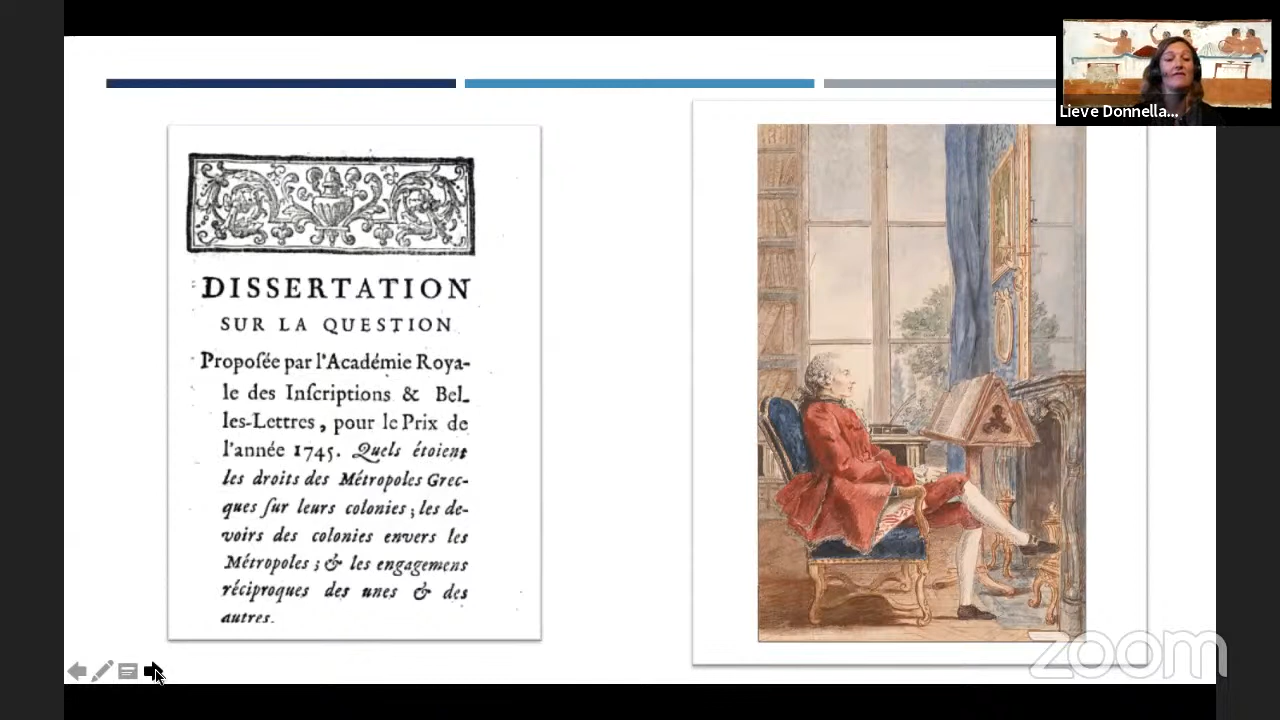 Lieve Donnella...
DISSERTATION
SUR LA QUESTION
Propoſée par l'Académie Roya-
le des Inſcriptions & Bel-
les-Lettres, pour le Prix de
l'année 1745. Quels étoient
les droits des Métropoles Grec-
ques ſur leurs colonies; les de-
voirs des colonies envers les
Métropoles; & les engagemens
réciproques des unes & des
autres.
zoom